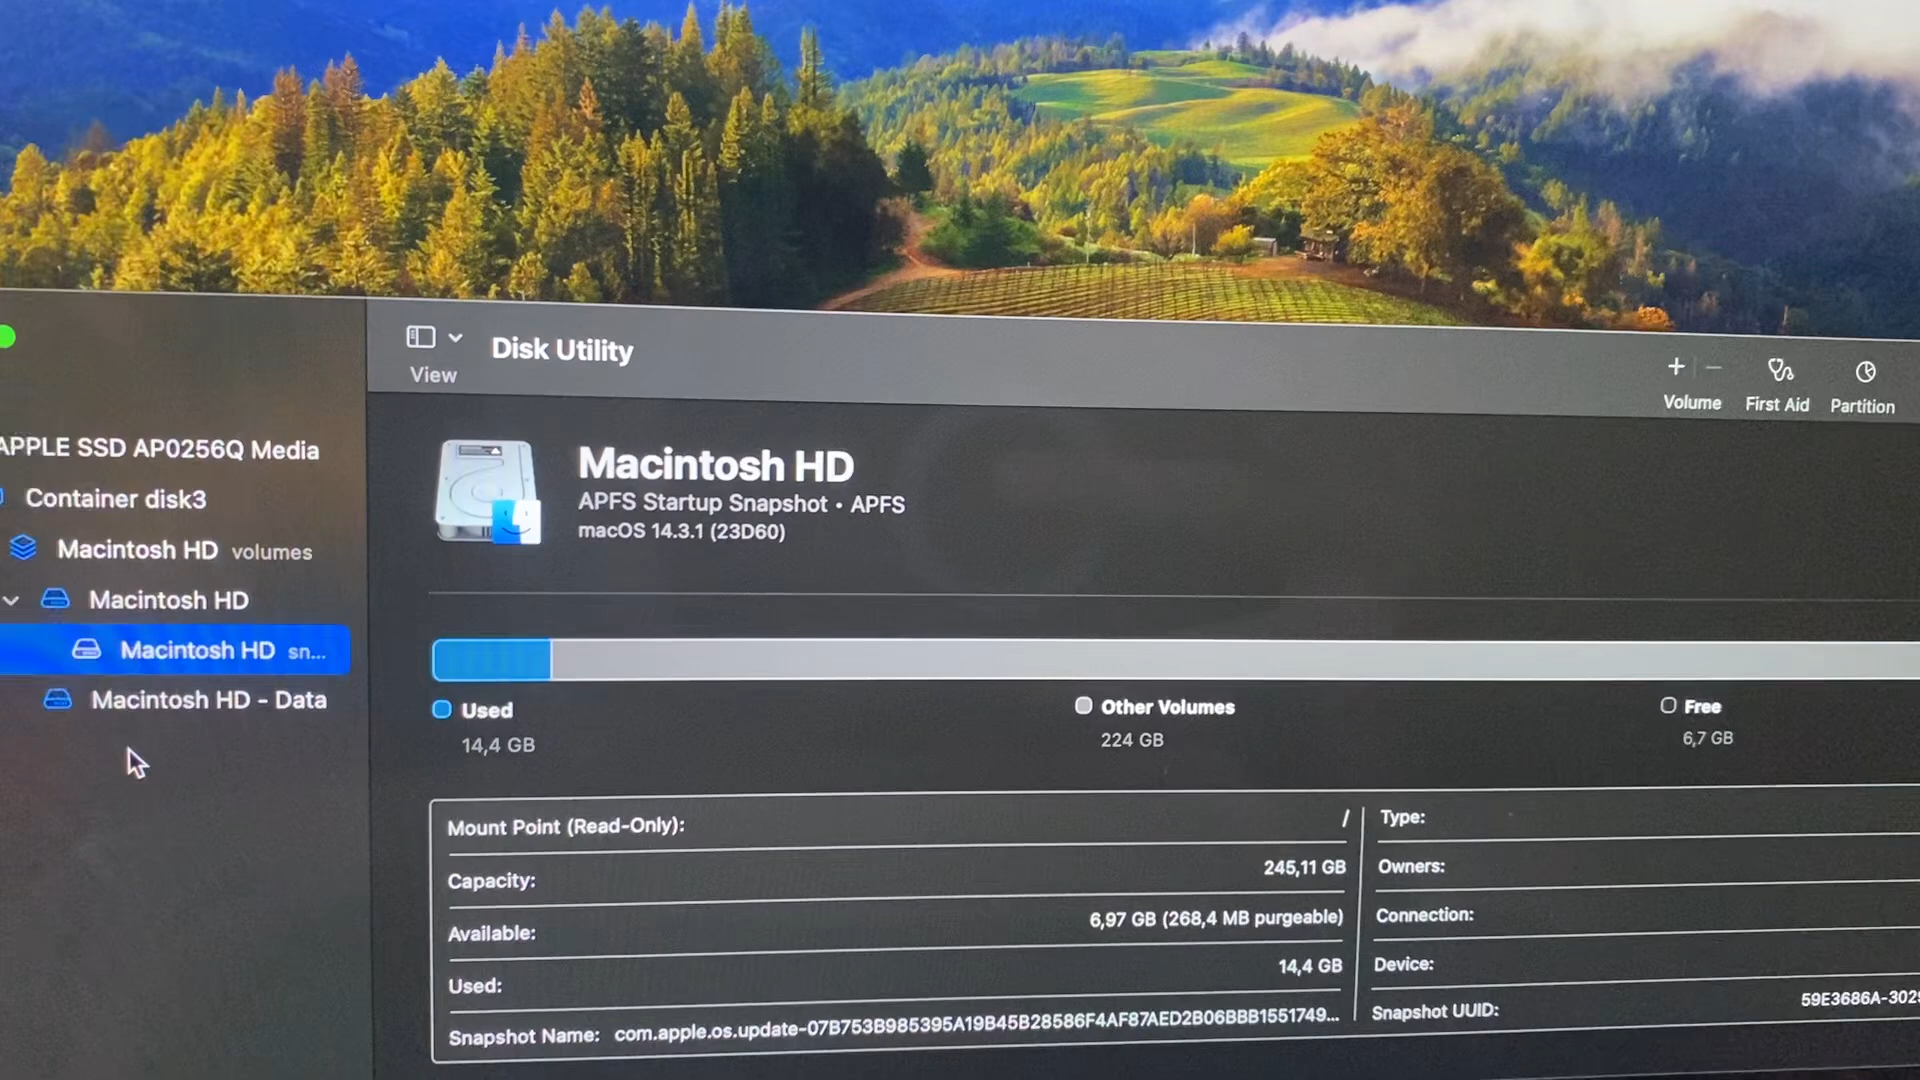 View
Disk Utility
Volume
First Aid
Partition
APPLE SSD AP0256Q Media
Container disk3
Macintosh HD volumes
Macintosh HD
Macintosh HD sn...
Macintosh HD - Data
Macintosh HD
APFS Startup Snapshot • APFS
macOS 14.3.1 (23D60)
Used
14,4 GB
Other Volumes
224 GB
Free
6,7 GB
Mount Point (Read-Only): /
Capacity: 245,11 GB
Available: 6,97 GB (268,4 MB purgeable)
Used: 14,4 GB
Snapshot Name: com.apple.os.update-07B753B985395A19B45B28586F4AF87AED2B06BBB1551749...
Type:
Owners:
Connection:
Device:
Snapshot UUID: 59E3686A-302